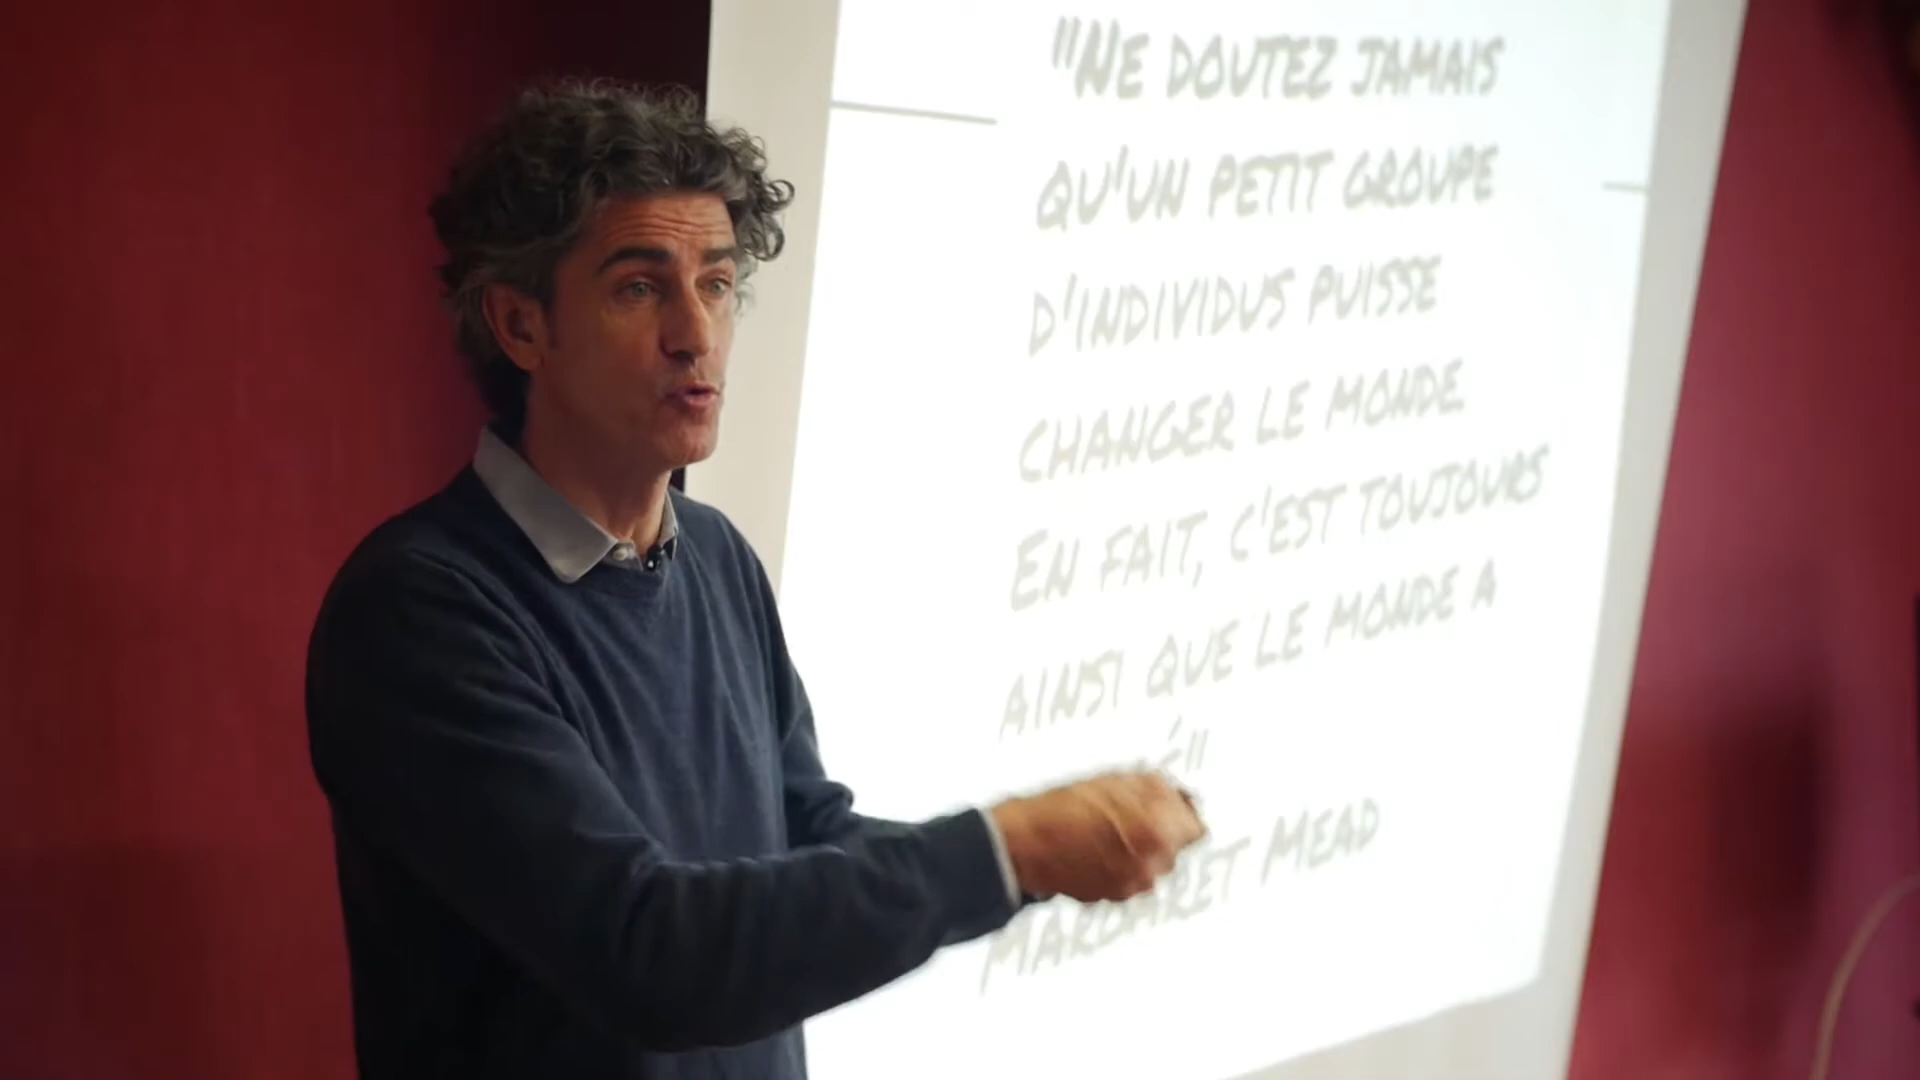 "Ne doutez jamais
qu'un petit groupe
d'individus puisse
changer le monde
En fait, c'est toujours
ainsi que le monde a
é"
Margaret Mead